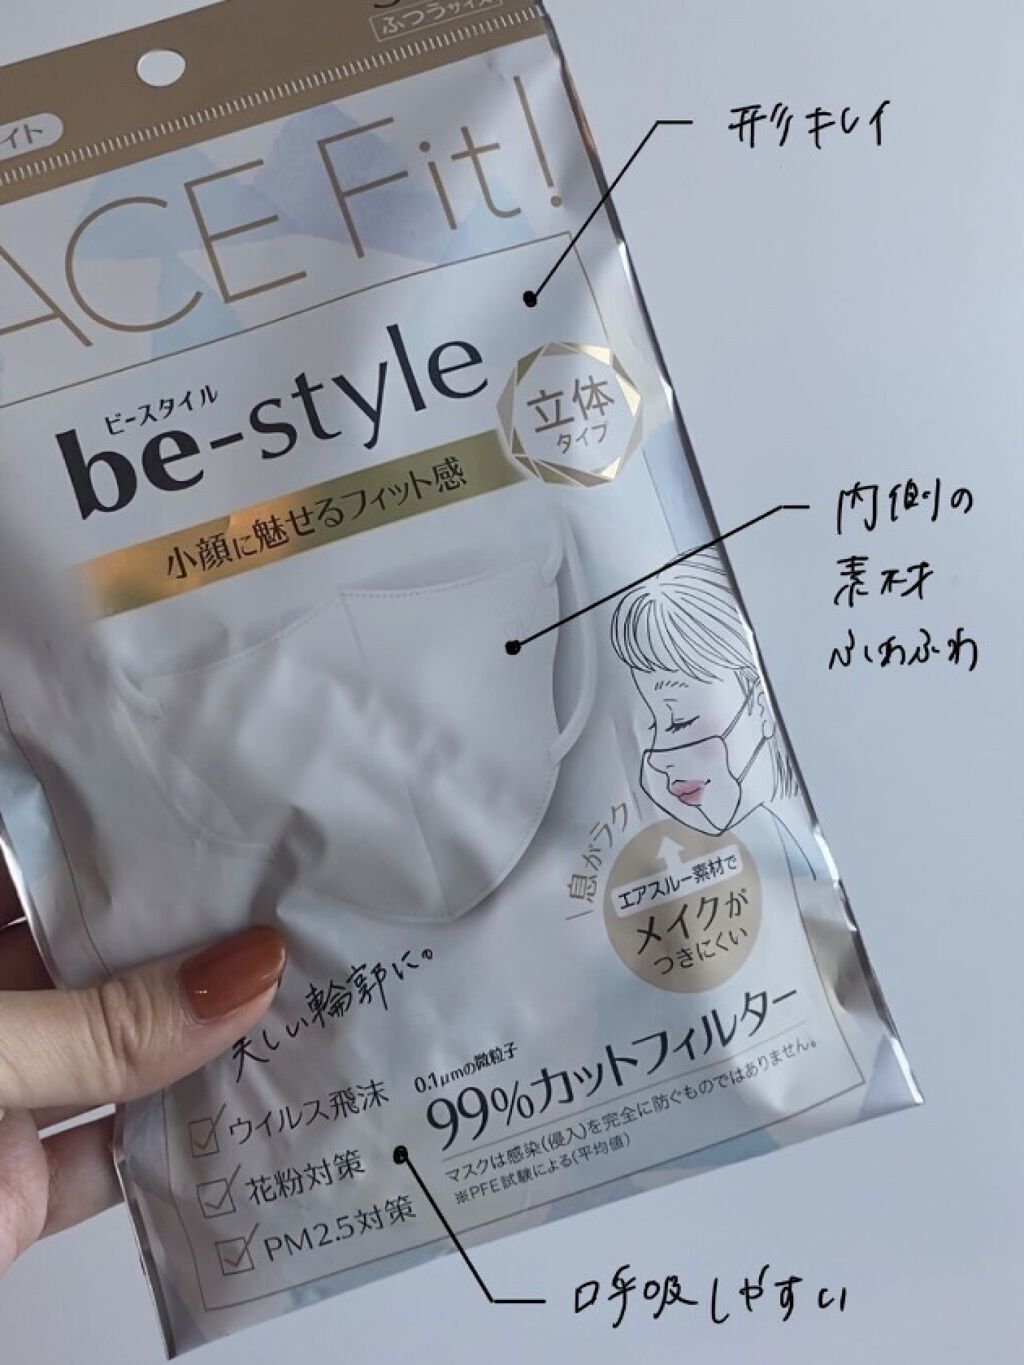 ふつうサイズ
イト
ACE Fit!
形キレイ
ビースタイル
be-style
立体
タイプ
小顔に魅せるフィット感
内側の
素材
ふわふわ
息がラク
エアスルー素材で
メイクが
つきにくい
美しい輪郭に。
0.1μmの微粒子
99%カットフィルター
マスクは感染(侵入)を完全に防ぐものではありません。
※PFE試験による(平均値)
ウイルス飛沫
花粉対策
PM2.5対策
呼吸しやすい